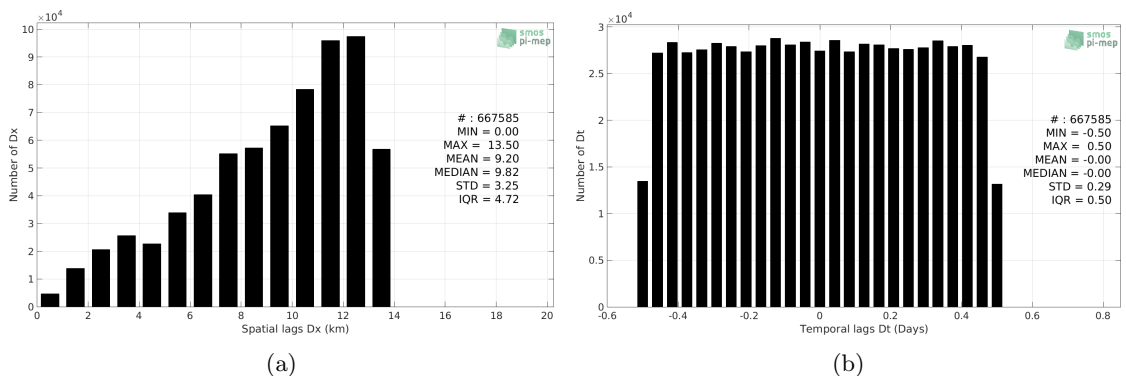 ×10⁴
10
9
8
7
6
5
4
3
2
1
0
Number of Dx
smos
pi-mep
# : 667585
MIN = 0.00
MAX = 13.50
MEAN = 9.20
MEDIAN = 9.82
STD = 3.25
IQR = 4.72
0 2 4 6 8 10 12 14 16 18 20
Spatial lags Dx (km)
(a)
×10⁴
3
2.5
2
1.5
1
0.5
0
Number of Dt
smos
pi-mep
# : 667585
MIN = -0.50
MAX = 0.50
MEAN = -0.00
MEDIAN = -0.00
STD = 0.29
IQR = 0.50
-0.6 -0.4 -0.2 0 0.2 0.4 0.6 0.8
Temporal lags Dt (Days)
(b)